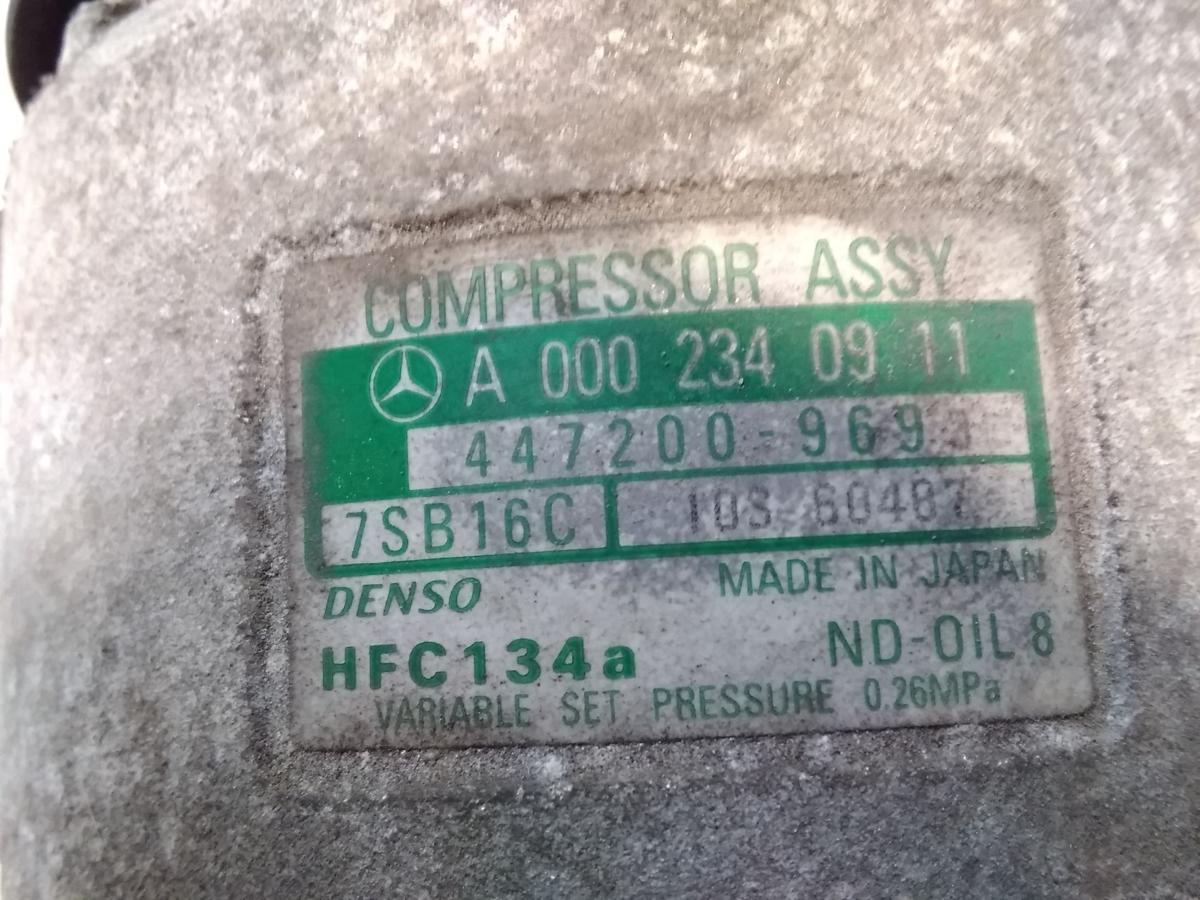 COMPRESSOR ASSY
A 000 234 09 11
447200-969
7SB16C
DENSO MADE IN JAPAN
HFC134a ND-OIL 8
VARIABLE SET PRESSURE 0.26MPa